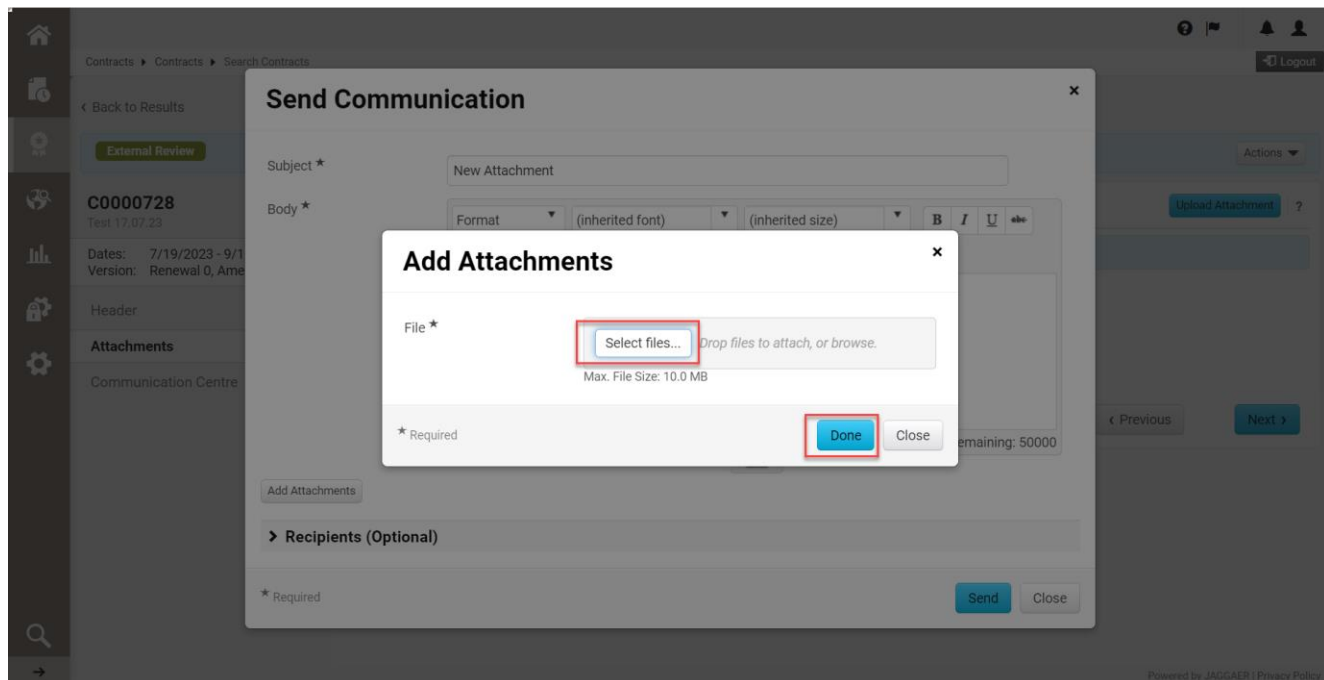 Contracts ▸ Contracts ▸ Search Contracts
Logout
< Back to Results
Send Communication
×
External Review
Actions
Subject ★
New Attachment
C0000728
Test 17.07.23
Upload Attachment
?
Body ★
Format
(inherited font)
(inherited size)
B I U abc
Dates: 7/19/2023 - 9/1
Version: Renewal 0, Ame
Add Attachments
×
Header
File ★
Select files...
Drop files to attach, or browse.
Attachments
Max. File Size: 10.0 MB
Communication Centre
‹ Previous
Next ›
★ Required
Done
Close
emaining: 50000
Add Attachments
> Recipients (Optional)
★ Required
Send
Close
Powered by JAGGAER | Privacy Policy